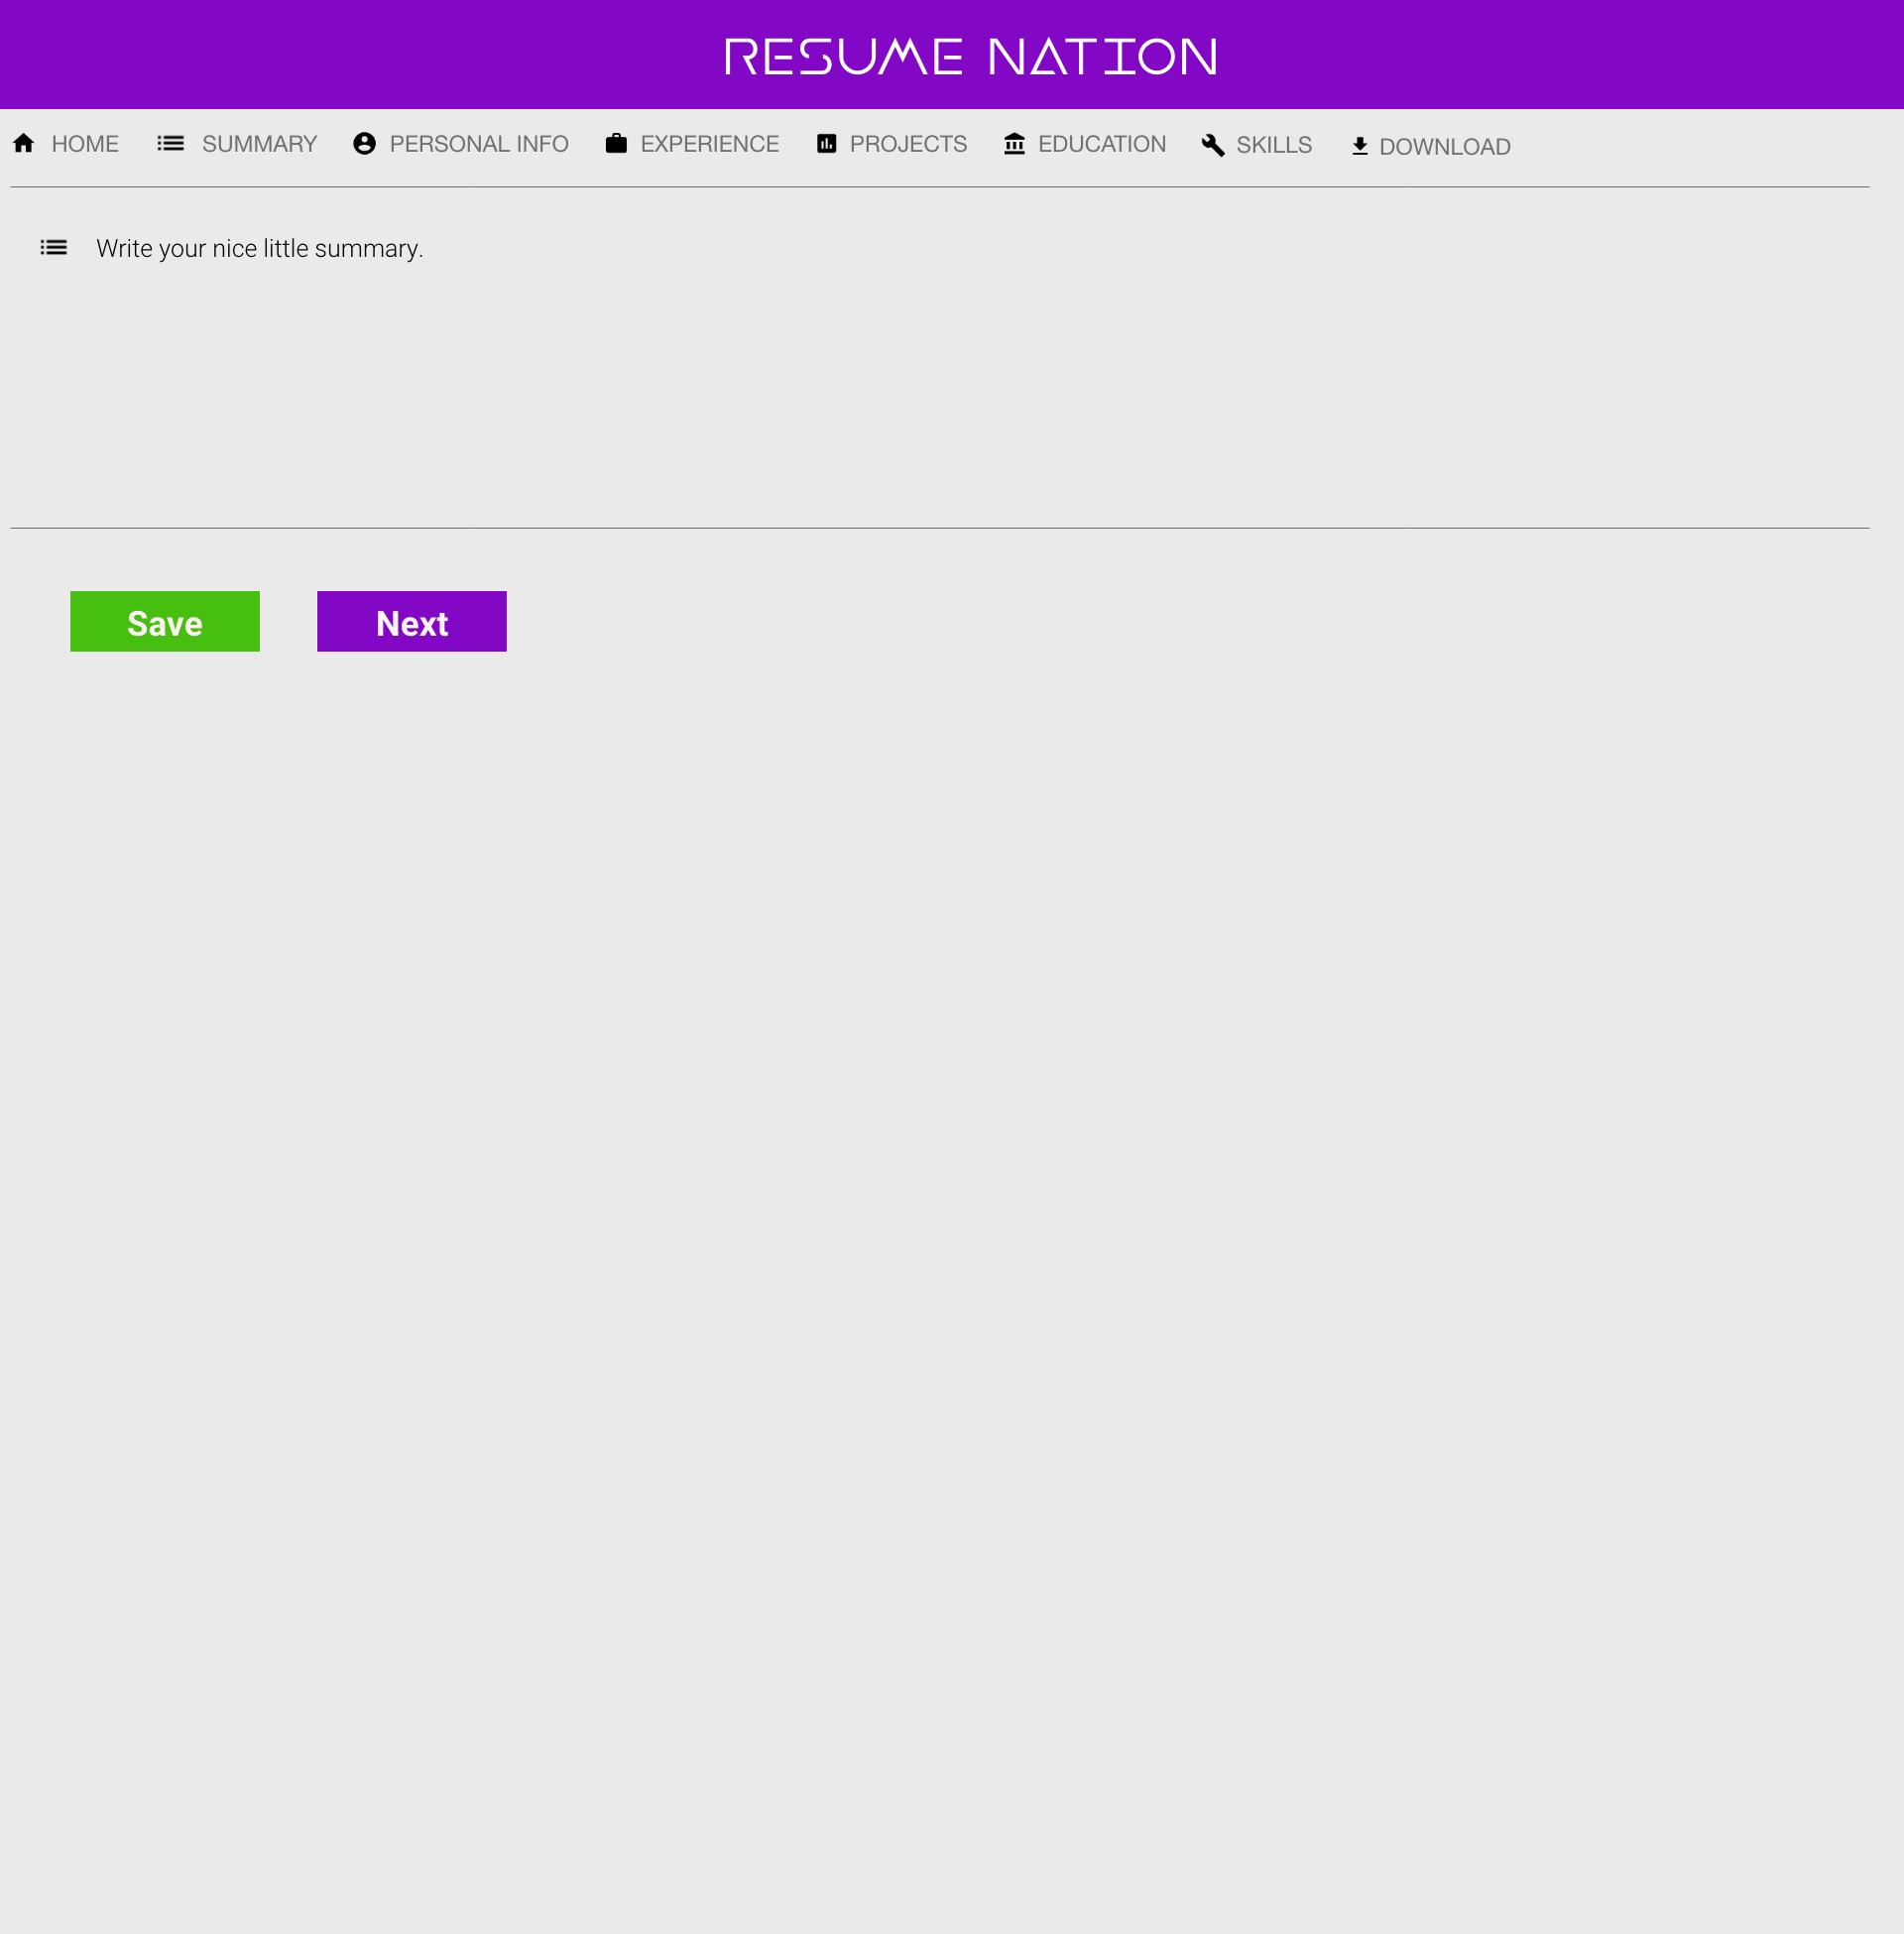 RESUME NATION
HOME SUMMARY PERSONAL INFO EXPERIENCE PROJECTS EDUCATION SKILLS DOWNLOAD
Write your nice little summary.
Save Next